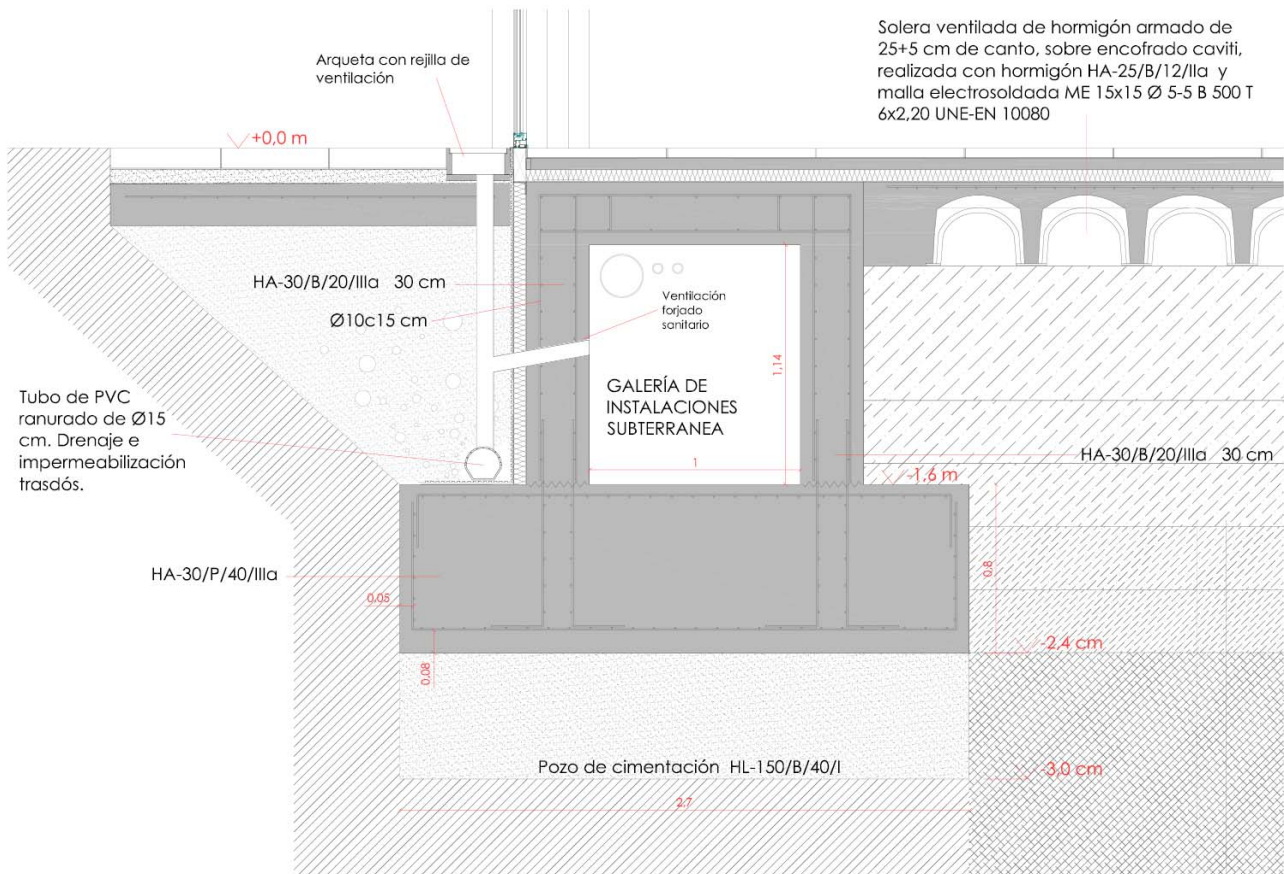 Solera ventilada de hormigón armado de
25+5 cm de canto, sobre encofrado caviti,
realizada con hormigón HA-25/B/12/IIa y
malla electrosoldada ME 15x15 Ø 5-5 B 500 T
6x2,20 UNE-EN 10080
Arqueta con rejilla de
ventilación
+0,0 m
HA-30/B/20/IIIa 30 cm
Ø10c15 cm
Ventilación
forjado
sanitario
1,14
GALERÍA DE
INSTALACIONES
SUBTERRANEA
Tubo de PVC
ranurado de Ø15
cm. Drenaje e
impermeabilización
trasdós.
1
HA-30/B/20/IIIa 30 cm
-1,6 m
HA-30/P/40/IIIa
0,05
0,8
0,08
-2,4 cm
Pozo de cimentación HL-150/B/40/I
-3,0 cm
2,7